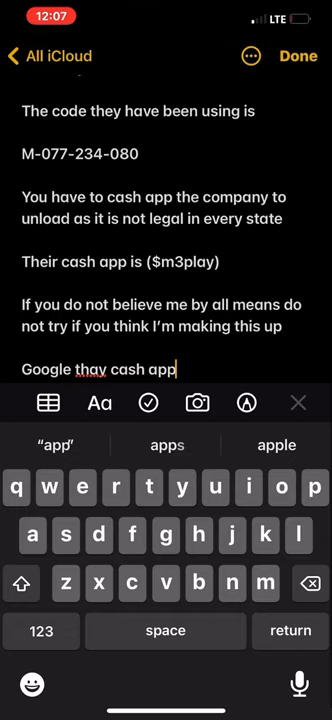 12:07
LTE
All iCloud
Done
The code they have been using is
M-077-234-080
You have to cash app the company to
unload as it is not legal in every state
Their cash app is ($m3play)
If you do not believe me by all means do
not try if you think I’m making this up
Google thay cash app
Aa
“app”
apps
apple
q w e r t y u i o p
a s d f g h j k l
z x c v b n m
123
space
return